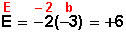 E -2 b
E = -2(-3) = +6